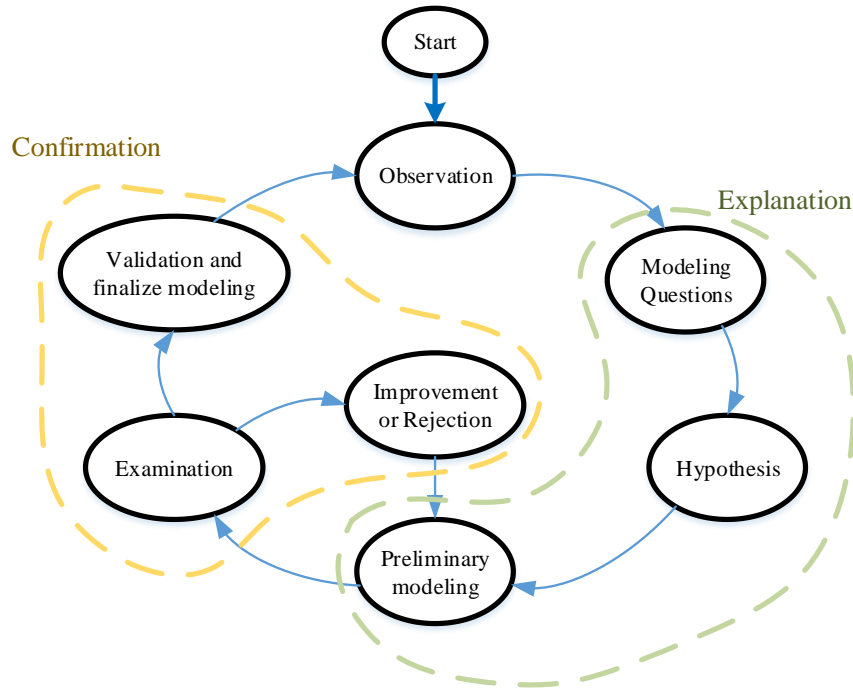 Start
Confirmation
Observation
Explanation
Validation and
finalize modeling
Modeling
Questions
Improvement
or Rejection
Examination
Hypothesis
Preliminary
modeling